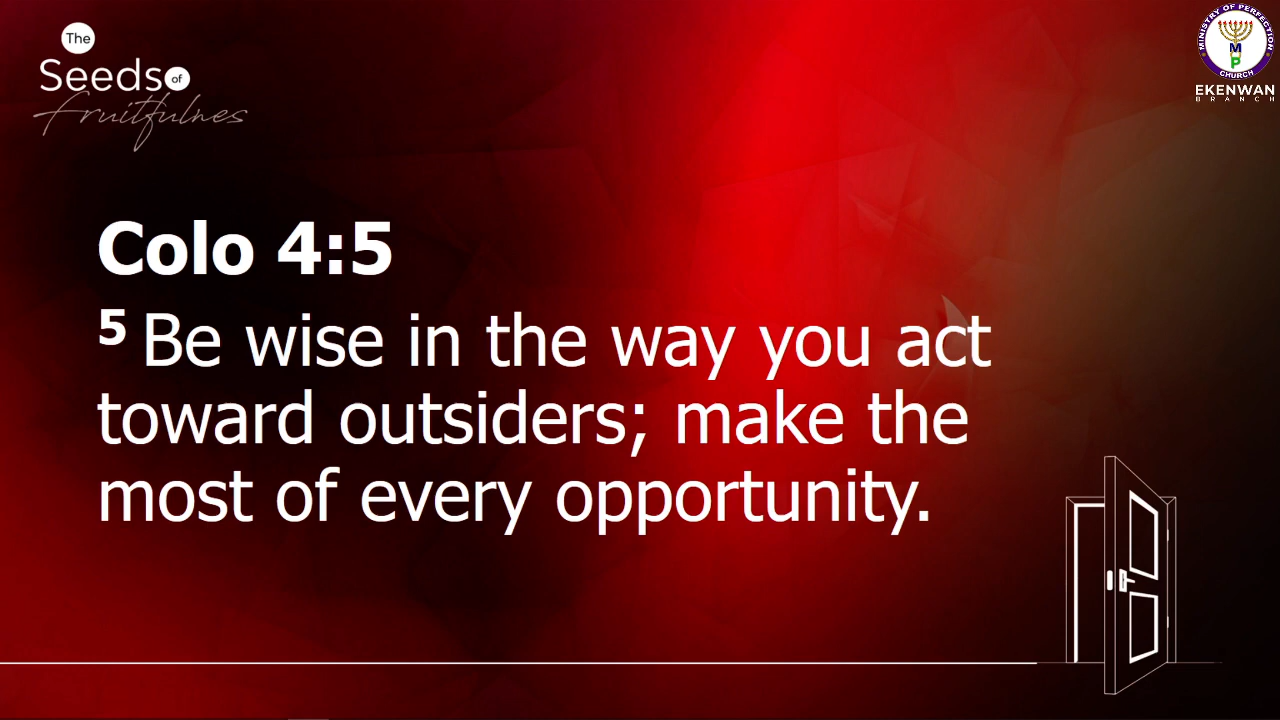 The
Seeds of
fruitfulnes
MINISTRY OF PERFECTION
M
P
CHURCH
EKENWAN
BRANCH
Colo 4:5
5 Be wise in the way you act
toward outsiders; make the
most of every opportunity.